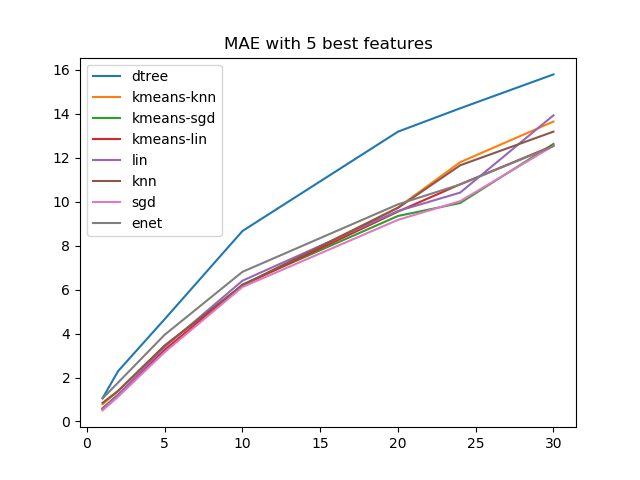 MAE with 5 best features
16
14
12
10
8
6
4
2
0
dtree
kmeans-knn
kmeans-sgd
kmeans-lin
lin
knn
sgd
enet
0 5 10 15 20 25 30